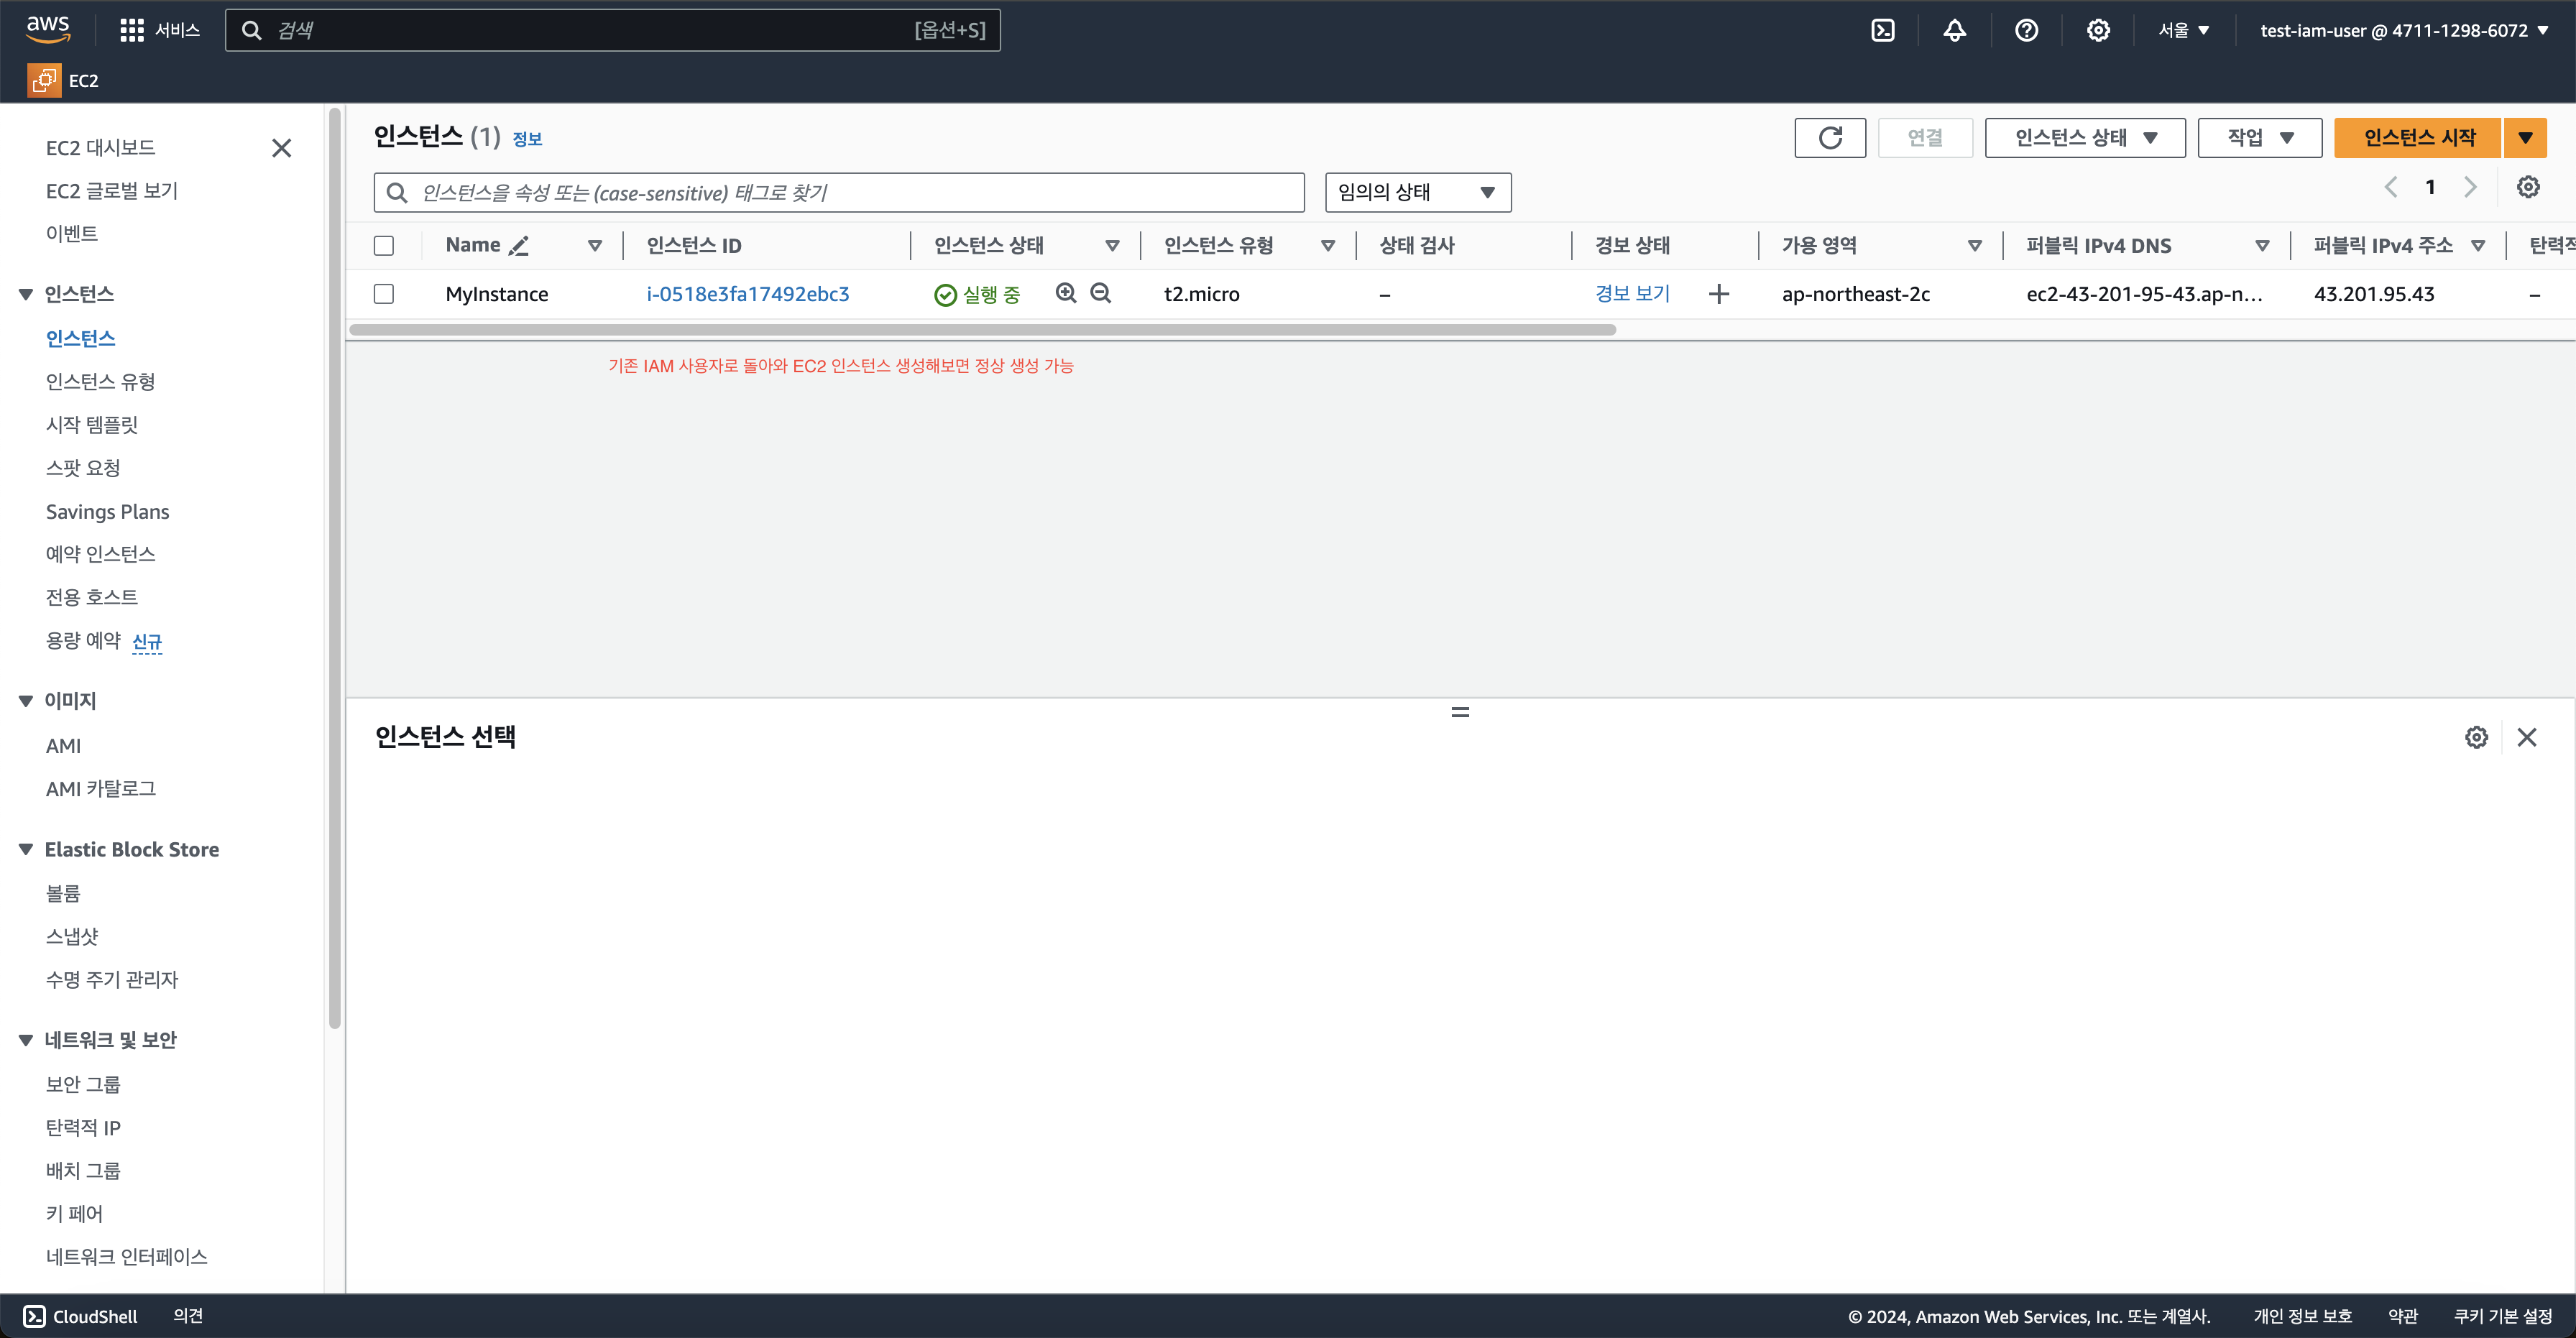 aws
서비스
검색
[옵션+S]
서울
test-iam-user @ 4711-1298-6072
EC2
EC2 대시보드
EC2 글로벌 보기
이벤트
인스턴스
인스턴스
인스턴스 유형
시작 템플릿
스팟 요청
Savings Plans
예약 인스턴스
전용 호스트
용량 예약 신규
이미지
AMI
AMI 카탈로그
Elastic Block Store
볼륨
스냅샷
수명 주기 관리자
네트워크 및 보안
보안 그룹
탄력적 IP
배치 그룹
키 페어
네트워크 인터페이스
인스턴스 (1) 정보
연결
인스턴스 상태
작업
인스턴스 시작
인스턴스을 속성 또는 (case-sensitive) 태그로 찾기
임의의 상태
1
Name 인스턴스 ID 인스턴스 상태 인스턴스 유형 상태 검사 경보 상태 가용 영역 퍼블릭 IPv4 DNS 퍼블릭 IPv4 주소 탄력적
MyInstance i-0518e3fa17492ebc3 실행 중 t2.micro – 경보 보기 + ap-northeast-2c ec2-43-201-95-43.ap-n... 43.201.95.43 –
기존 IAM 사용자로 돌아와 EC2 인스턴스 생성해보면 정상 생성 가능
인스턴스 선택
CloudShell
의견
© 2024, Amazon Web Services, Inc. 또는 계열사.
개인 정보 보호
약관
쿠키 기본 설정